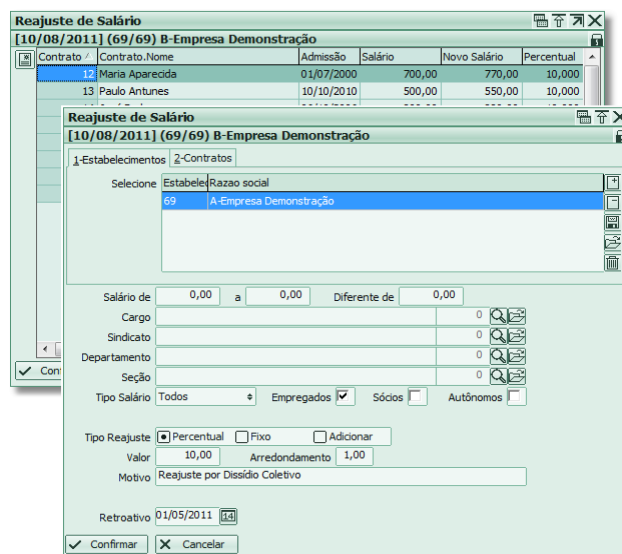 Reajuste de Salário
[10/08/2011] (69/69) B-Empresa Demonstração
Contrato Contrato.Nome Admissão Salário Novo Salário Percentual
12 Maria Aparecida 01/07/2000 700,00 770,00 10,000
13 Paulo Antunes 10/10/2010 500,00 550,00 10,000
Reajuste de Salário
[10/08/2011] (69/69) B-Empresa Demonstração
1-Estabelecimentos 2-Contratos
Selecione Estabelec Razao social
69 A-Empresa Demonstração
Salário de 0,00 a 0,00 Diferente de 0,00
Cargo 0
Sindicato 0
Departamento 0
Seção 0
Tipo Salário Todos Empregados Sócios Autônomos
Tipo Reajuste Percentual Fixo Adicionar
Valor 10,00 Arredondamento 1,00
Motivo Reajuste por Dissídio Coletivo
Retroativo 01/05/2011 14
Confirmar Cancelar